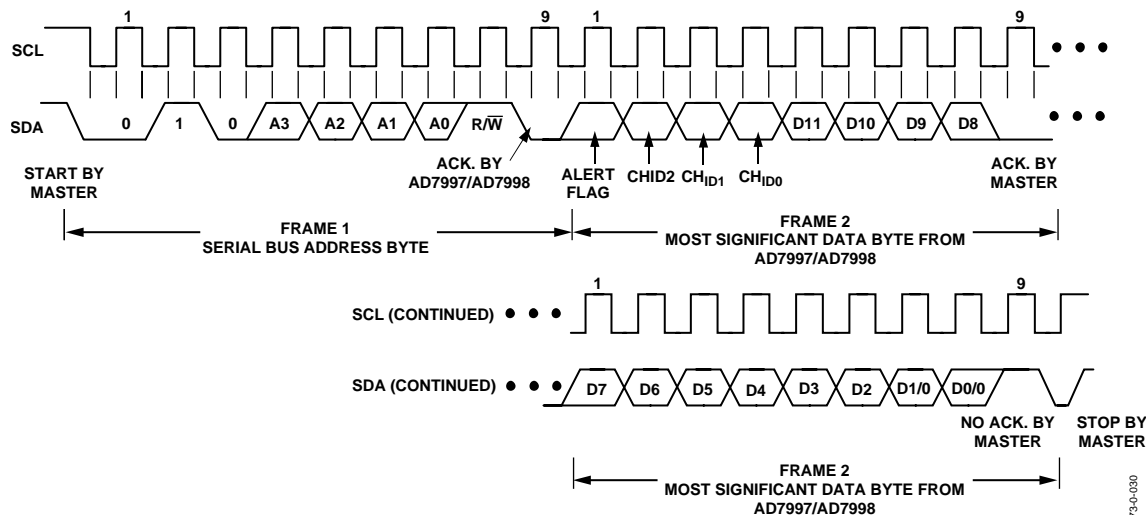 1 9 1 9
SCL
SDA
0 1 0 A3 A2 A1 A0 R/W̅ D11 D10 D9 D8
START BY
MASTER
ACK. BY
AD7997/AD7998
ALERT
FLAG
CHID2
CHID1
CHID0
ACK. BY
MASTER
FRAME 1
SERIAL BUS ADDRESS BYTE
FRAME 2
MOST SIGNIFICANT DATA BYTE FROM
AD7997/AD7998
1 9
SCL (CONTINUED)
SDA (CONTINUED)
D7 D6 D5 D4 D3 D2 D1/0 D0/0
NO ACK. BY
MASTER
STOP BY
MASTER
FRAME 2
MOST SIGNIFICANT DATA BYTE FROM
AD7997/AD7998
73-0-030